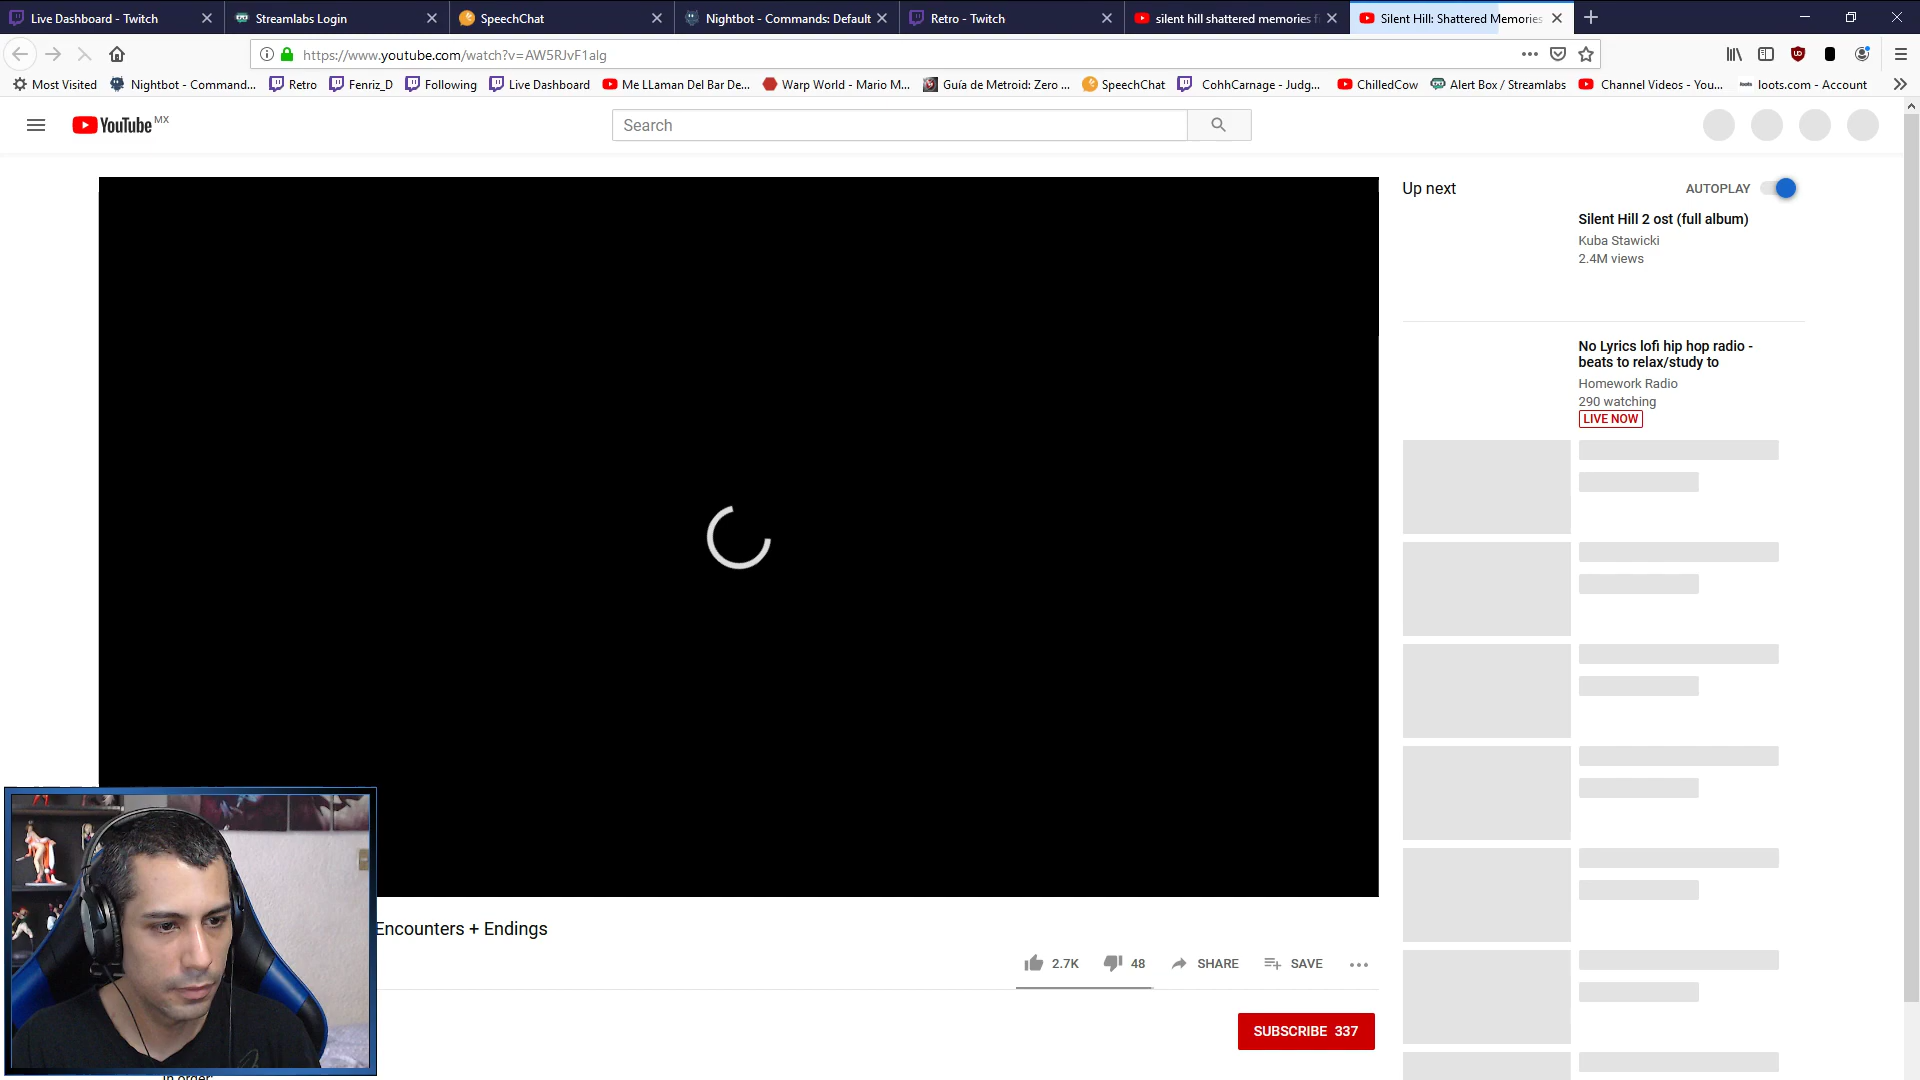 Live Dashboard - Twitch
Streamlabs Login
SpeechChat
Nightbot - Commands: Default
Retro - Twitch
silent hill shattered memories f
Silent Hill: Shattered Memories
https://www.youtube.com/watch?v=AW5RJvF1alg
Most Visited
Nightbot - Command...
Retro
Fenriz_D
Following
Live Dashboard
Me LLaman Del Bar De...
Warp World - Mario M...
Guía de Metroid: Zero ...
SpeechChat
CohhCarnage - Judg...
ChilledCow
Alert Box / Streamlabs
Channel Videos - You...
loots.com - Account
YouTube MX
Search
Up next
AUTOPLAY
Silent Hill 2 ost (full album)
Kuba Stawicki
2.4M views
No Lyrics lofi hip hop radio -
beats to relax/study to
Homework Radio
290 watching
LIVE NOW
Encounters + Endings
2.7K
48
SHARE
SAVE
SUBSCRIBE 337
In order: